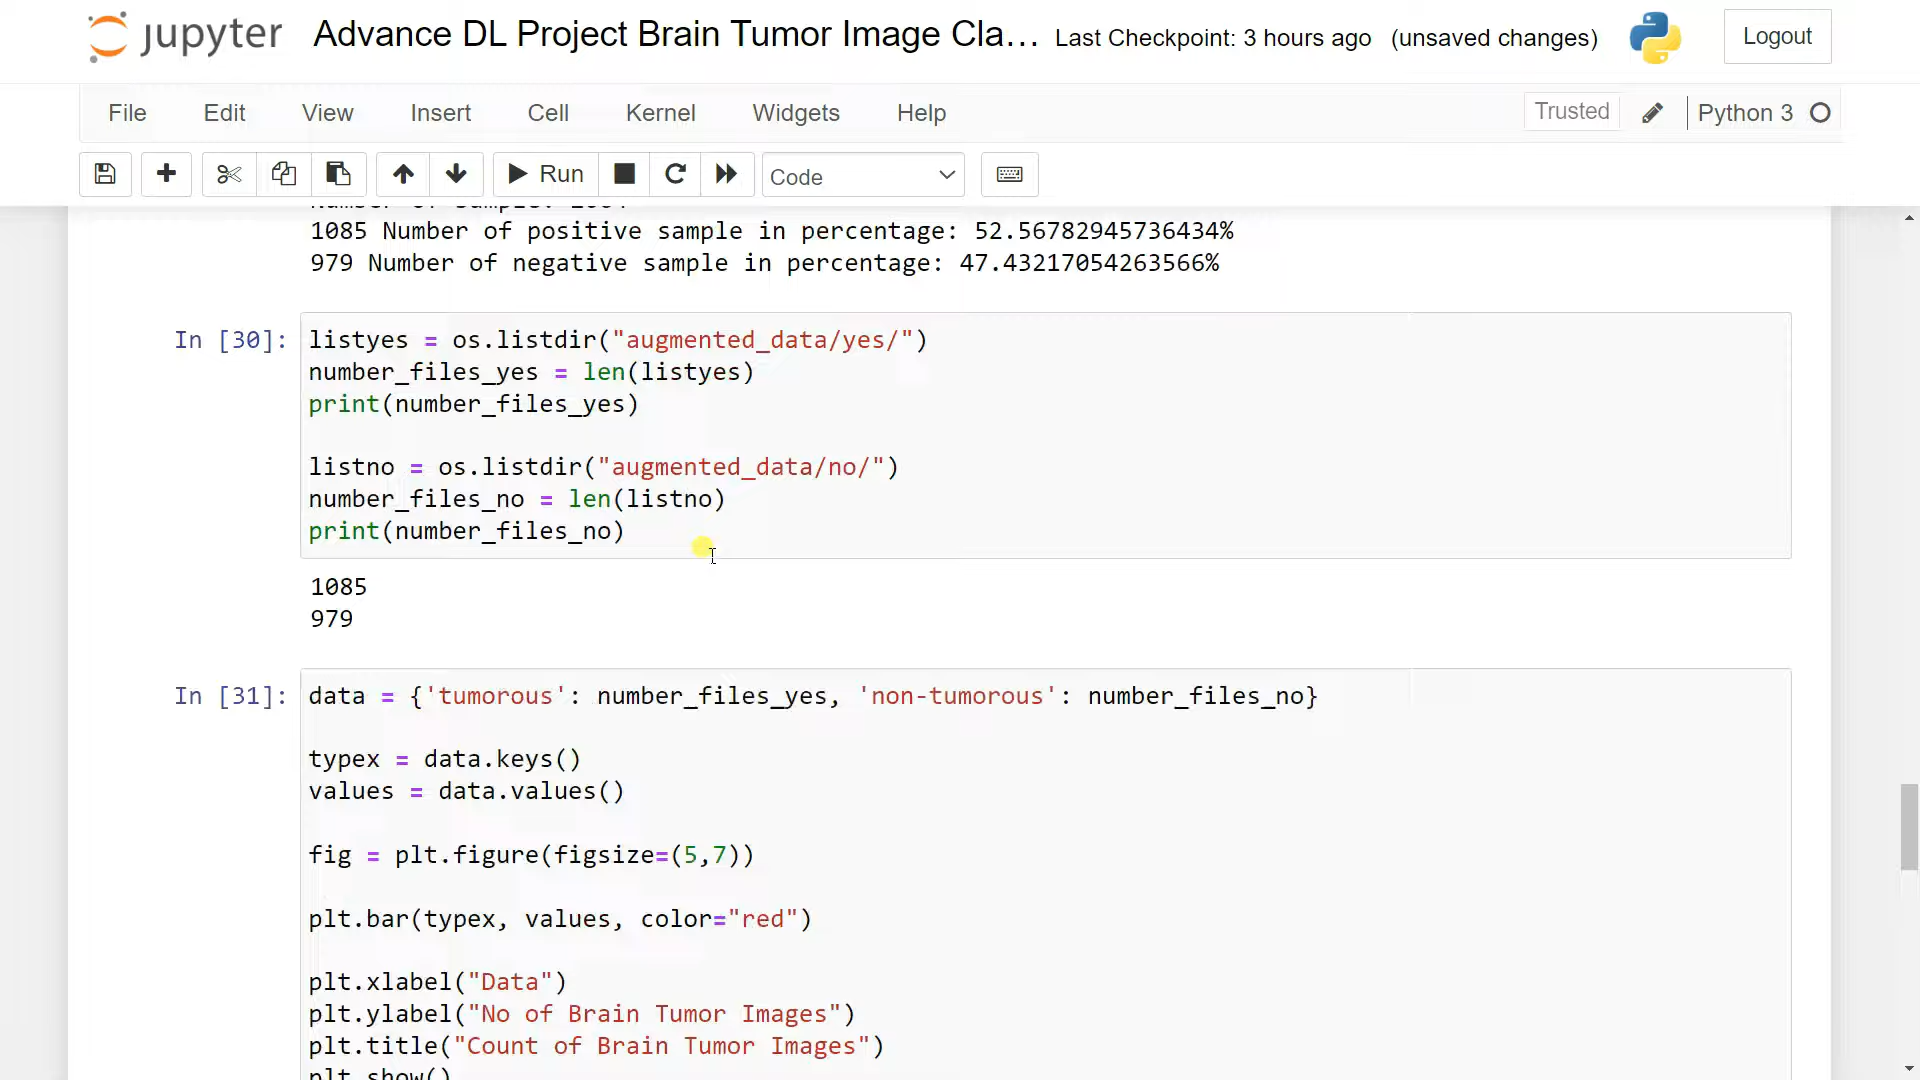 jupyter Advance DL Project Brain Tumor Image Cla... Last Checkpoint: 3 hours ago (unsaved changes) Logout
File Edit View Insert Cell Kernel Widgets Help Trusted Python 3
Run Code
1085 Number of positive sample in percentage: 52.56782945736434%
979 Number of negative sample in percentage: 47.43217054263566%
In [30]: listyes = os.listdir("augmented_data/yes/")
number_files_yes = len(listyes)
print(number_files_yes)
listno = os.listdir("augmented_data/no/")
number_files_no = len(listno)
print(number_files_no)
1085
979
In [31]: data = {'tumorous': number_files_yes, 'non-tumorous': number_files_no}
typex = data.keys()
values = data.values()
fig = plt.figure(figsize=(5,7))
plt.bar(typex, values, color="red")
plt.xlabel("Data")
plt.ylabel("No of Brain Tumor Images")
plt.title("Count of Brain Tumor Images")
plt.show()